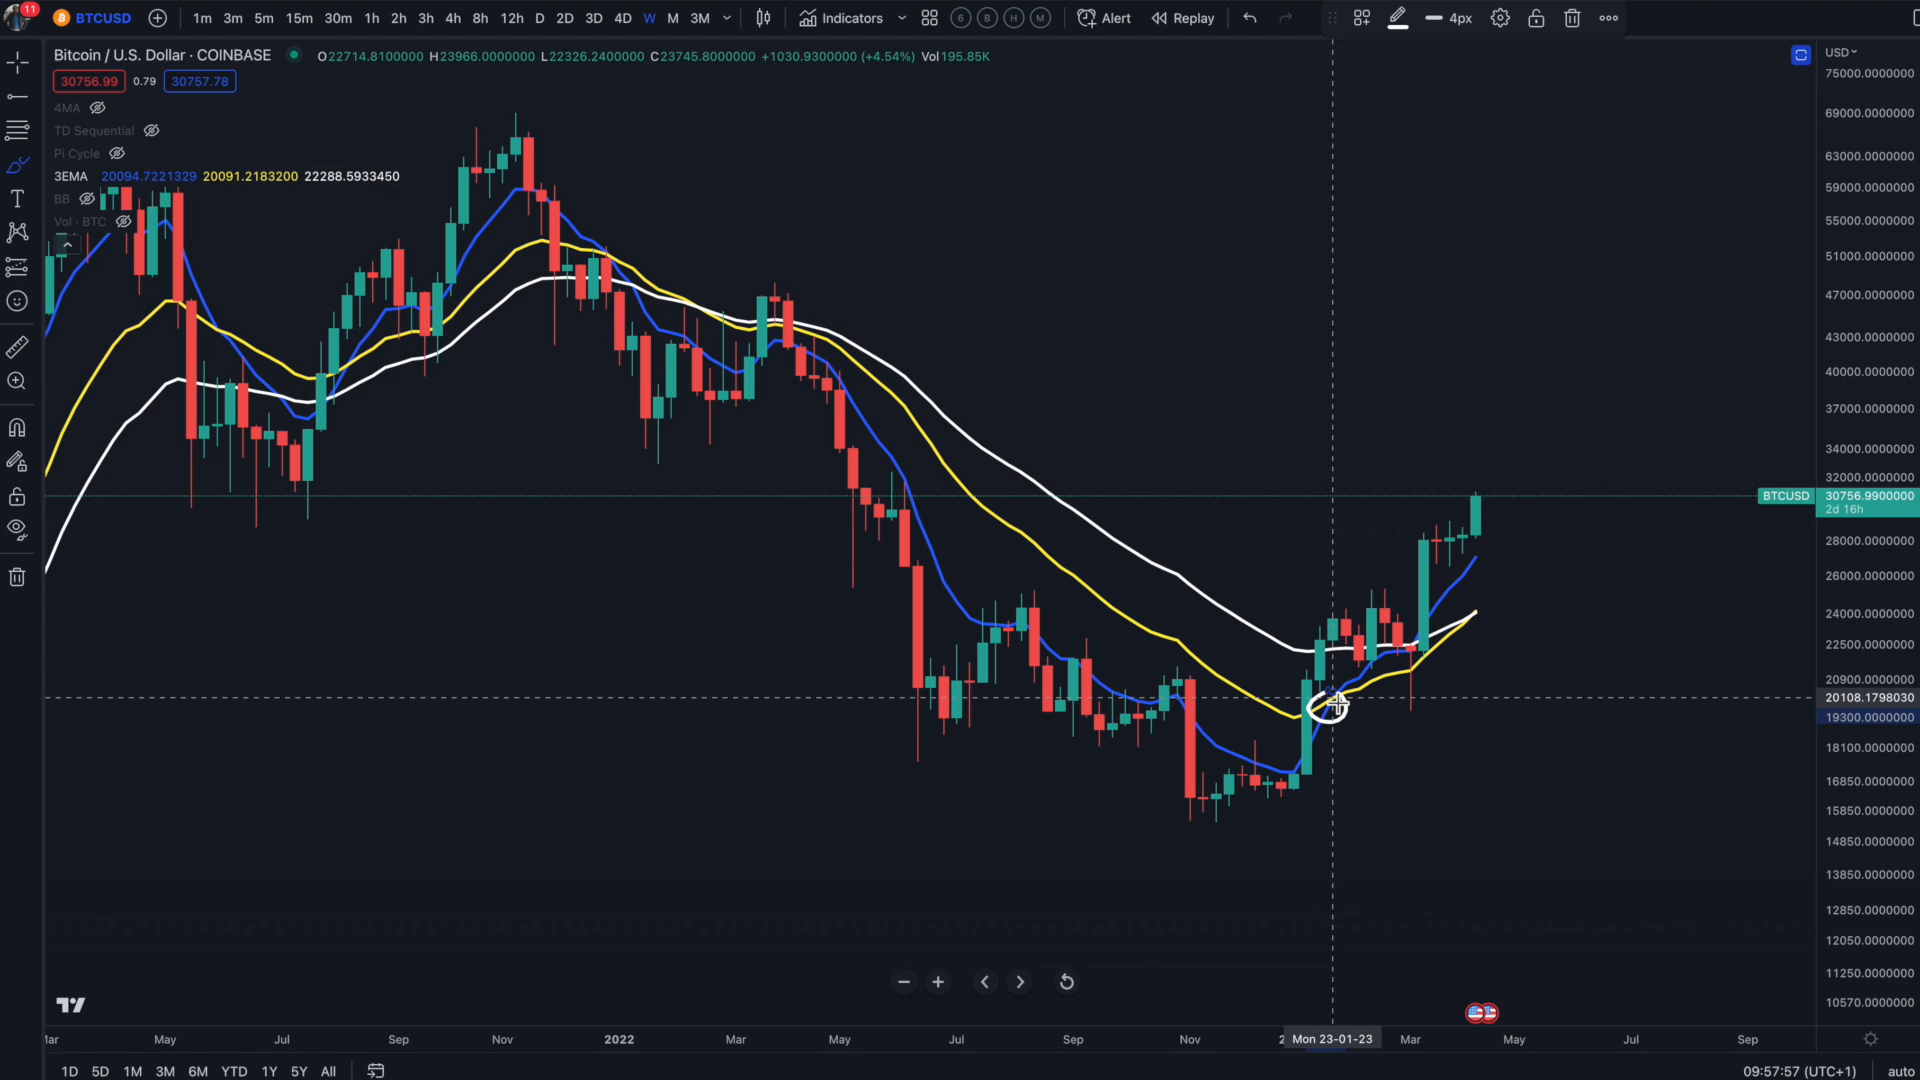 11
BTCUSD 1m 3m 5m 15m 30m 1h 2h 3h 4h 8h 12h D 2D 3D 4D W M 3M Indicators 6 B H M Alert Replay 4px
Bitcoin / U.S. Dollar · COINBASE O22714.8100000 H23966.0000000 L22326.2400000 C23745.8000000 +1030.9300000 (+4.54%) Vol195.85K
USD
30756.99 0.79 30757.78
4MA
TD Sequential
Pi Cycle
3EMA 20094.7221329 20091.2183200 22288.5933450
BB
Vol · BTC
75000.0000000
69000.0000000
63000.0000000
59000.0000000
55000.0000000
51000.0000000
47000.0000000
43000.0000000
40000.0000000
37000.0000000
34000.0000000
32000.0000000
BTCUSD 30756.9900000
2d 16h
28000.0000000
26000.0000000
24000.0000000
22500.0000000
20900.0000000
20108.1798030
19300.0000000
18100.0000000
16850.0000000
15850.0000000
14850.0000000
13850.0000000
12850.0000000
12050.0000000
11250.0000000
10570.0000000
May Jul Sep Nov 2022 Mar May Jul Sep Nov Mon 23-01-23 Mar May Jul Sep
1D 5D 1M 3M 6M YTD 1Y 5Y All 09:57:57 (UTC+1) auto